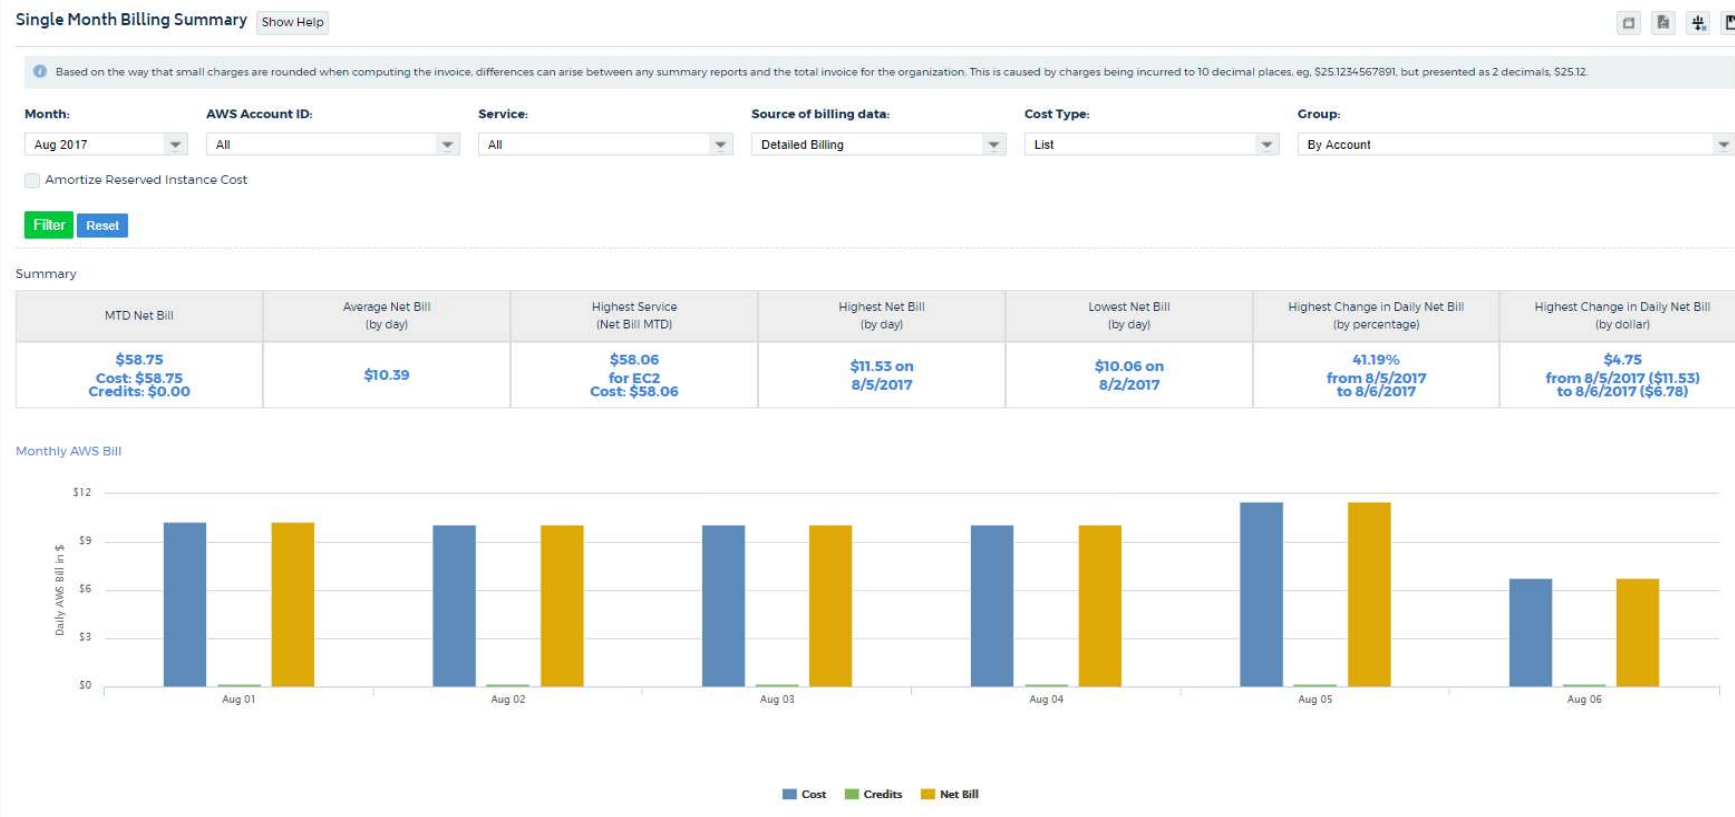 Single Month Billing Summary Show Help
Based on the way that small charges are rounded when computing the invoice, differences can arise between any summary reports and the total invoice for the organization. This is caused by charges being incurred to 10 decimal places, eg, $25.1234567891, but presented as 2 decimals, $25.12.
Month: AWS Account ID: Service: Source of billing data: Cost Type: Group:
Aug 2017 All All Detailed Billing List By Account
Amortize Reserved Instance Cost
Filter Reset
Summary
MTD Net Bill
Average Net Bill
(by day)
Highest Service
(Net Bill MTD)
Highest Net Bill
(by day)
Lowest Net Bill
(by day)
Highest Change in Daily Net Bill
(by percentage)
Highest Change in Daily Net Bill
(by dollar)
$58.75
Cost: $58.75
Credits: $0.00
$10.39
$58.06
for EC2
Cost: $58.06
$11.53 on
8/5/2017
$10.06 on
8/2/2017
41.19%
from 8/5/2017
to 8/6/2017
$4.75
from 8/5/2017 ($11.53)
to 8/6/2017 ($6.78)
Monthly AWS Bill
Daily AWS Bill in $
$12
$9
$6
$3
$0
Aug 01 Aug 02 Aug 03 Aug 04 Aug 05 Aug 06
Cost Credits Net Bill